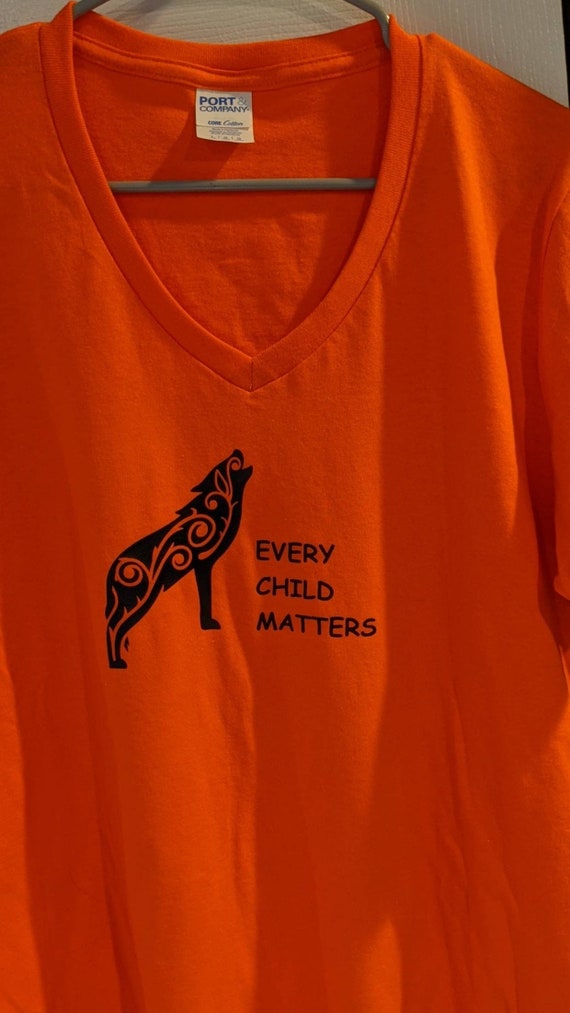 PORT &
COMPANY
CORE Cotton
EVERY
CHILD
MATTERS